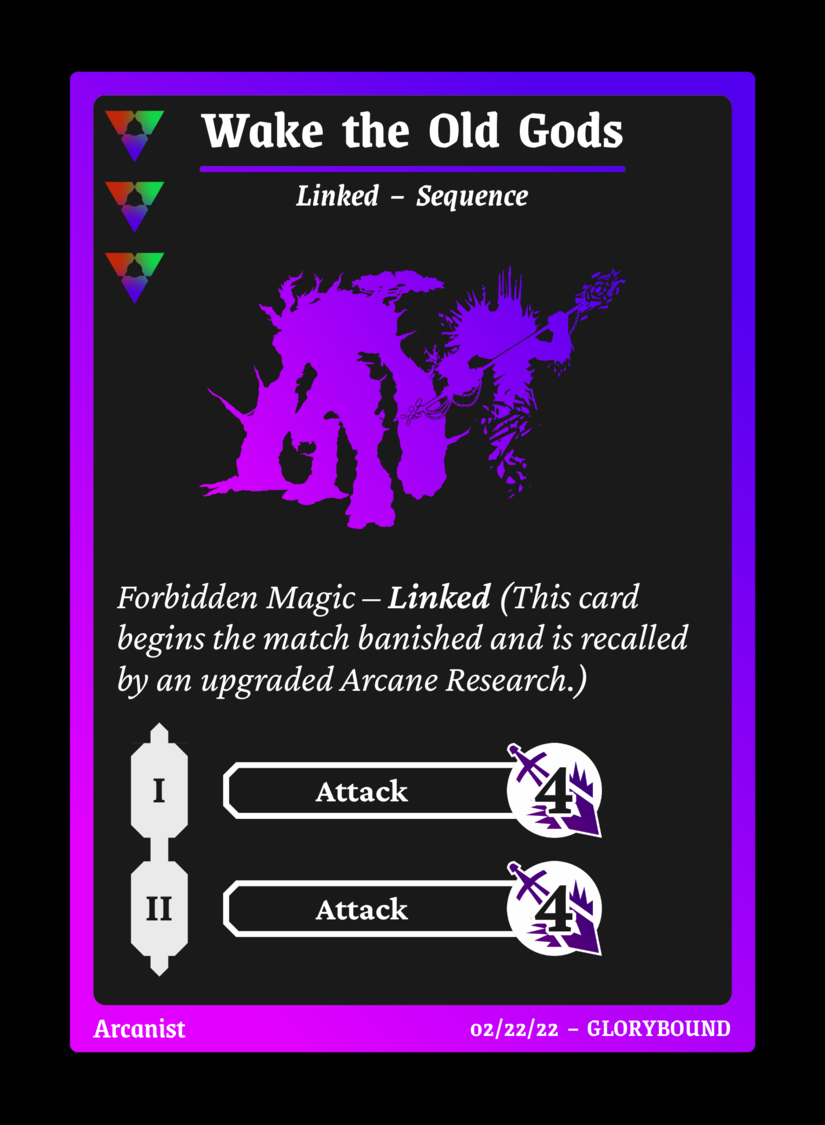 Wake the Old Gods
Linked – Sequence
Forbidden Magic – Linked (This card
begins the match banished and is recalled
by an upgraded Arcane Research.)
I
Attack
4
II
Attack
4
Arcanist
02/22/22 – GLORYBOUND